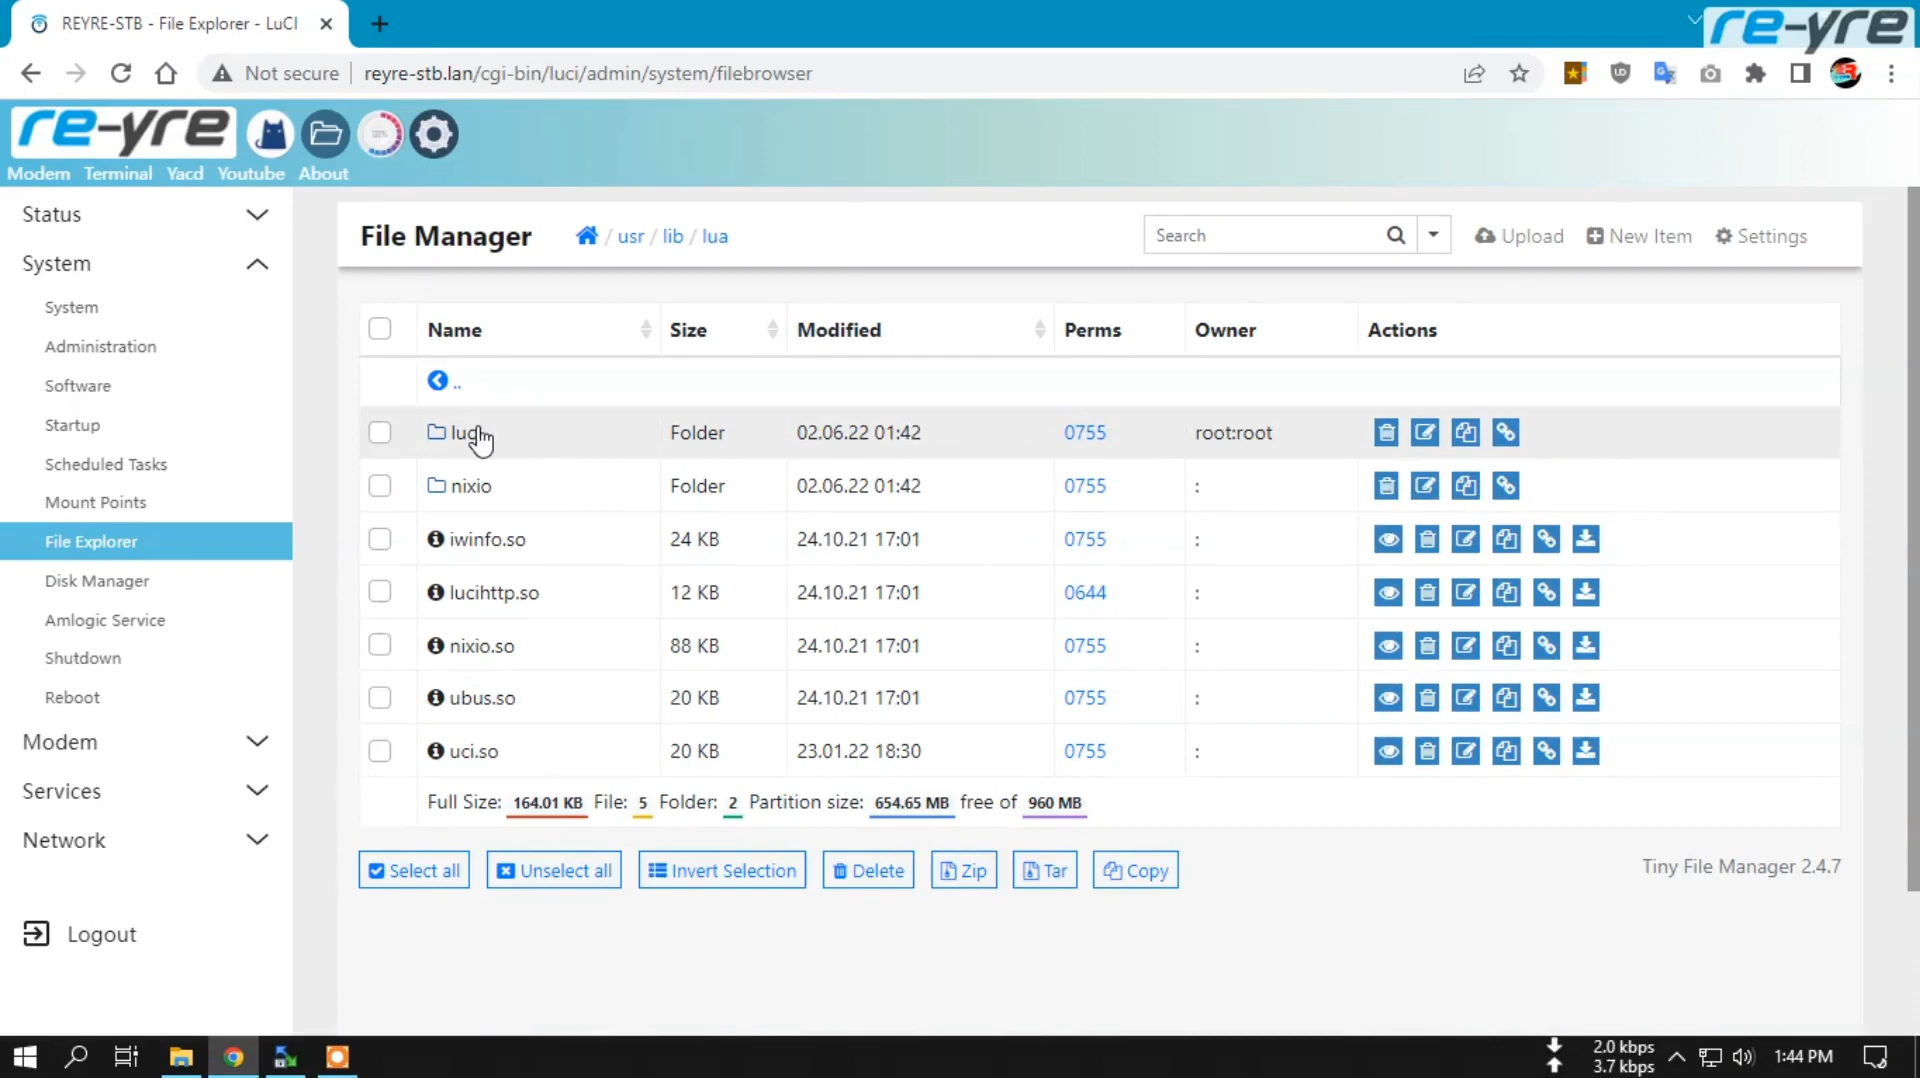 REYRE-STB - File Explorer - LuCI
re-yre
Not secure reyre-stb.lan/cgi-bin/luci/admin/system/filebrowser
re-yre 100%
Modem Terminal Yacd Youtube About
Status
System
System
Administration
Software
Startup
Scheduled Tasks
Mount Points
File Explorer
Disk Manager
Amlogic Service
Shutdown
Reboot
Modem
Services
Network
Logout
File Manager / usr / lib / lua Search Upload New Item Settings
Name Size Modified Perms Owner Actions
..
luci Folder 02.06.22 01:42 0755 root:root
nixio Folder 02.06.22 01:42 0755 :
iwinfo.so 24 KB 24.10.21 17:01 0755 :
lucihttp.so 12 KB 24.10.21 17:01 0644 :
nixio.so 88 KB 24.10.21 17:01 0755 :
ubus.so 20 KB 24.10.21 17:01 0755 :
uci.so 20 KB 23.01.22 18:30 0755 :
Full Size: 164.01 KB File: 5 Folder: 2 Partition size: 654.65 MB free of 960 MB
Select all Unselect all Invert Selection Delete Zip Tar Copy
Tiny File Manager 2.4.7
2.0 kbps
3.7 kbps
1:44 PM